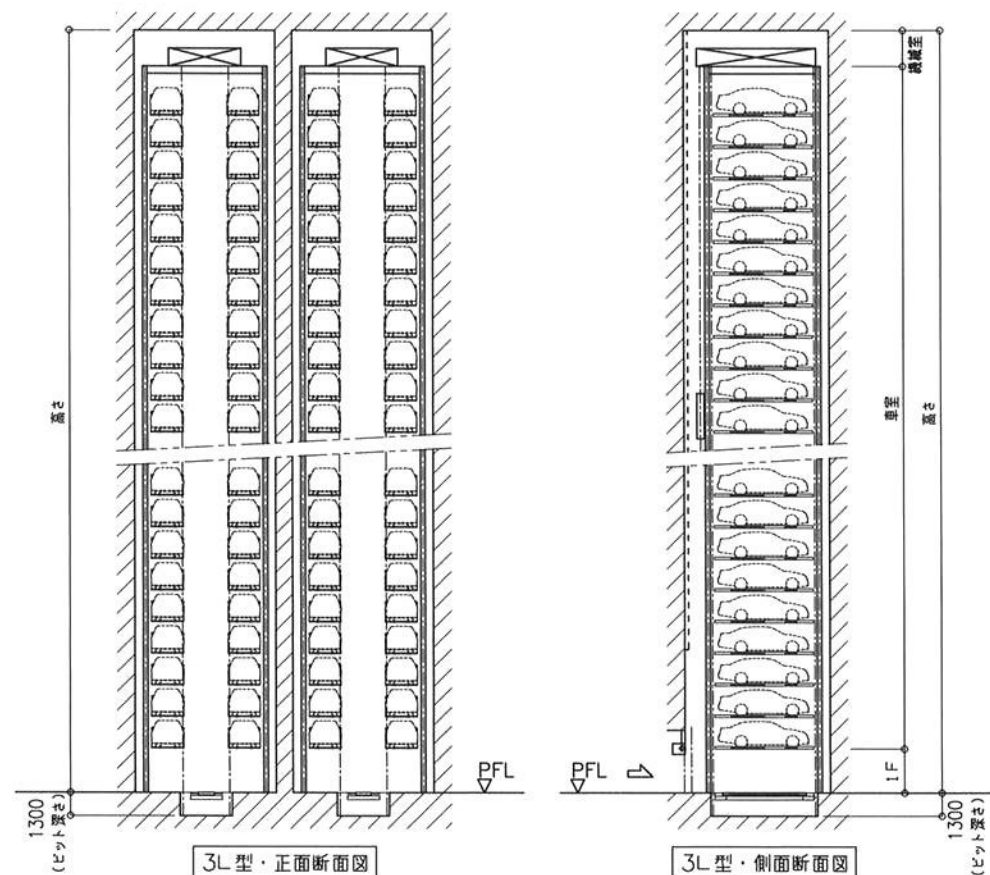 高さ
PFL
1300
(ピット深さ)
3L型・正面断面図
機械室
車室
高さ
1F
PFL
1300
(ピット深さ)
3L型・側面断面図